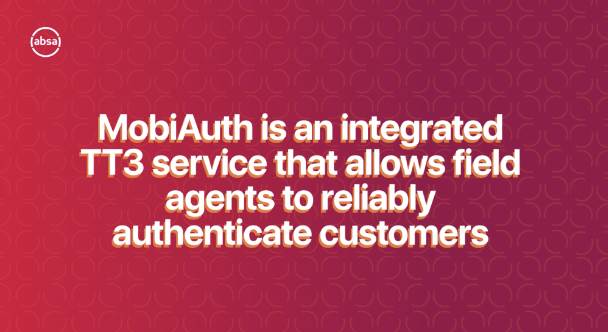 absa
MobiAuth is an integrated
TT3 service that allows field
agents to reliably
authenticate customers